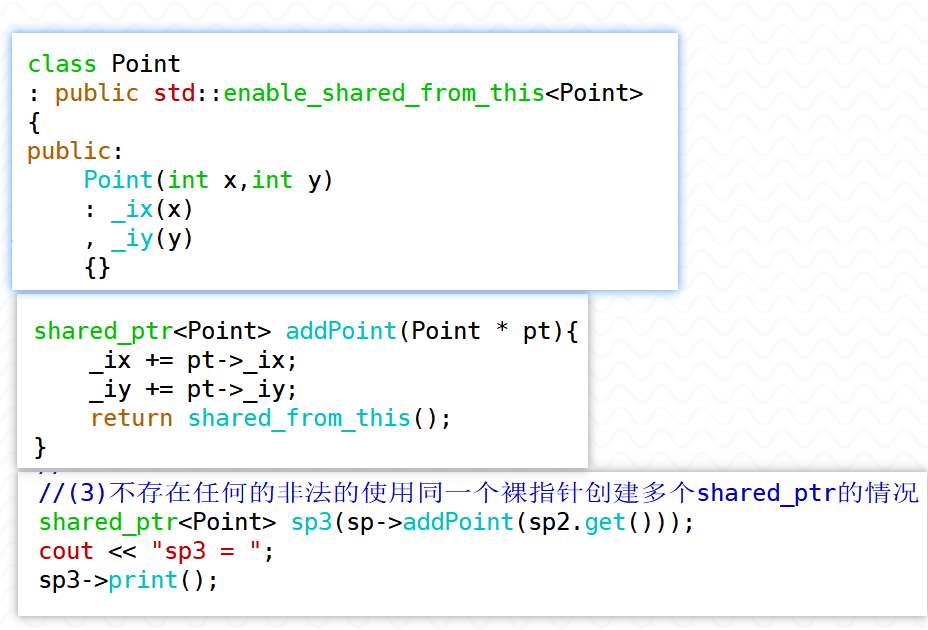 class Point
: public std::enable_shared_from_this<Point>
{
public:
    Point(int x,int y)
    : _ix(x)
    , _iy(y)
    {}
shared_ptr<Point> addPoint(Point * pt){
    _ix += pt->_ix;
    _iy += pt->_iy;
    return shared_from_this();
}
//(3)不存在任何的非法的使用同一个裸指针创建多个shared_ptr的情况
shared_ptr<Point> sp3(sp->addPoint(sp2.get()));
cout << "sp3 = ";
sp3->print();